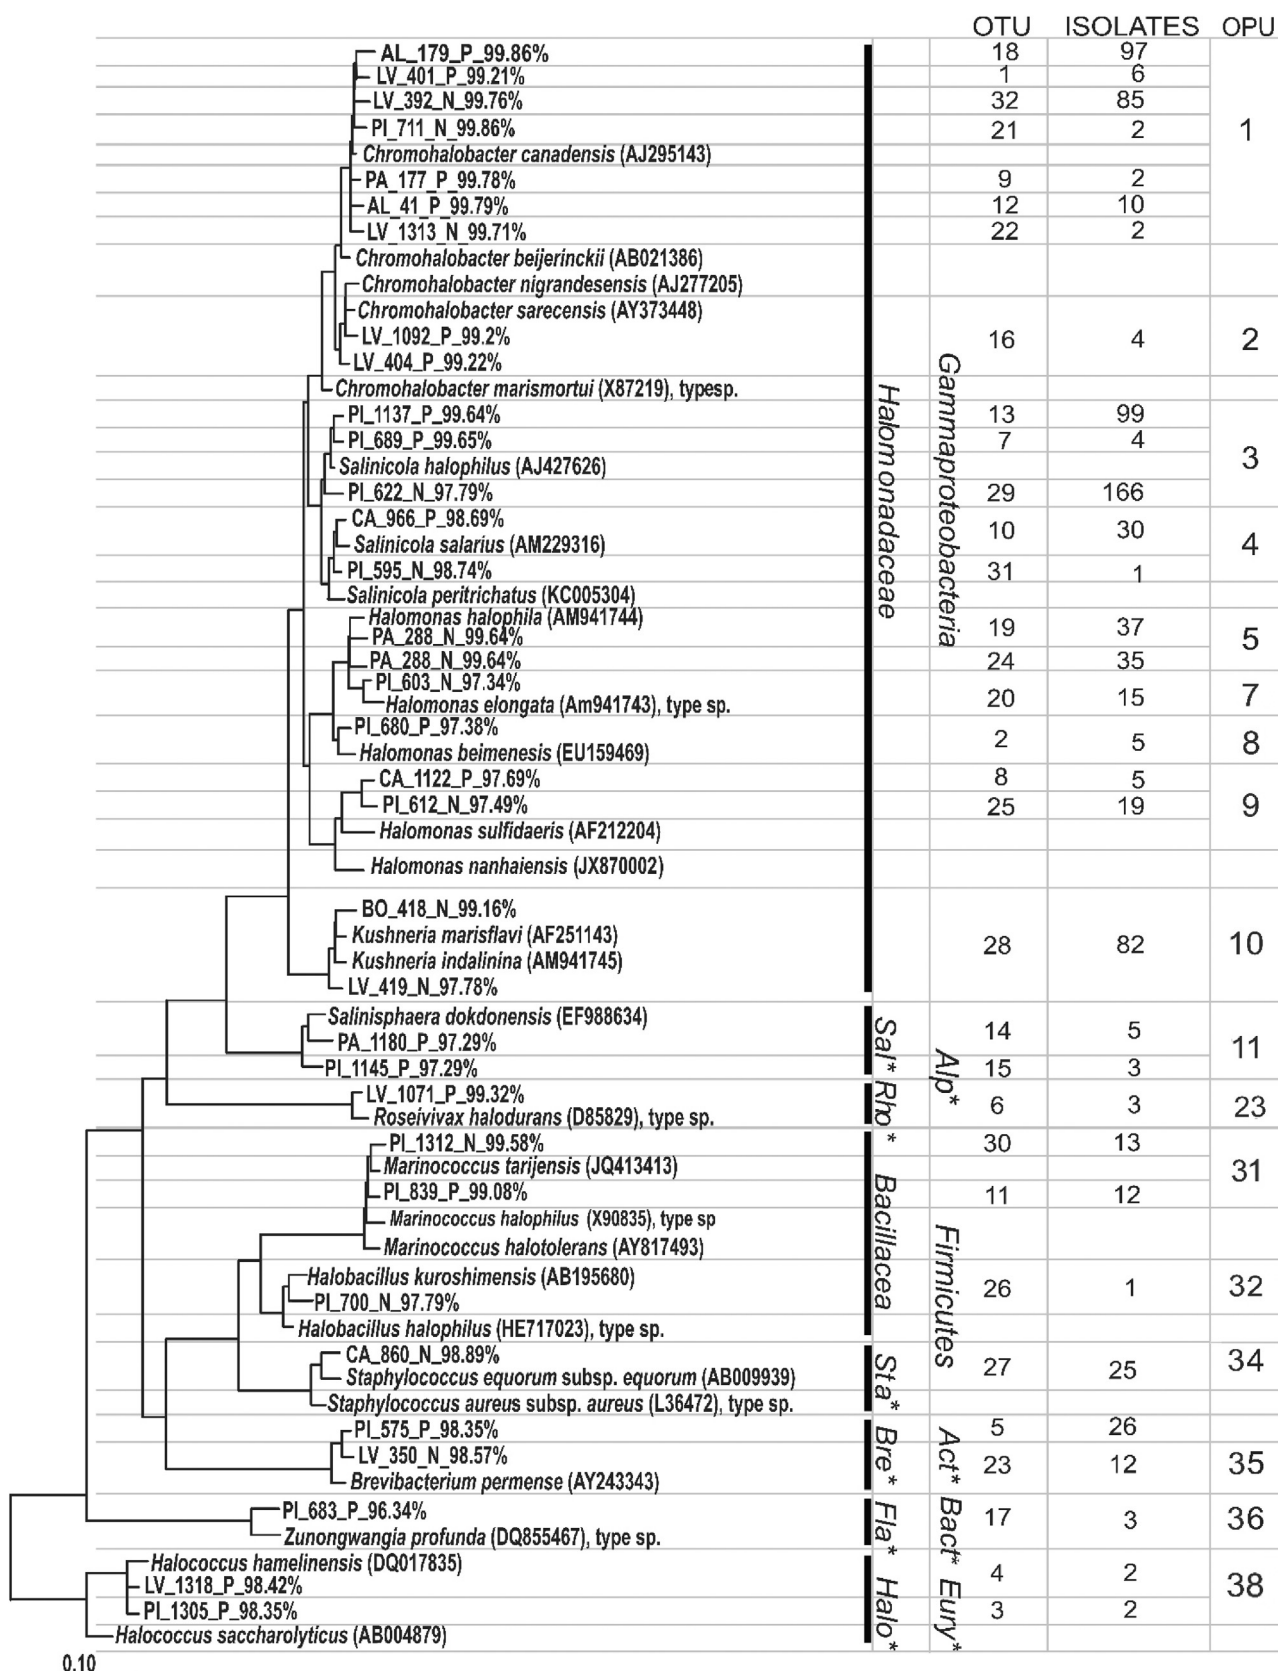 OTU ISOLATES OPU
AL_179_P_99.86% 18 97
LV_401_P_99.21% 1 6
LV_392_N_99.76% 32 85
PI_711_N_99.86% 21 2 1
Chromohalobacter canadensis (AJ295143)
PA_177_P_99.78% 9 2
AL_41_P_99.79% 12 10
LV_1313_N_99.71% 22 2
Chromohalobacter beijerinckii (AB021386)
Chromohalobacter nigrandesensis (AJ277205)
Chromohalobacter sarecensis (AY373448)
LV_1092_P_99.2% 16 4 2
LV_404_P_99.22%
Chromohalobacter marismortui (X87219), typesp.
PI_1137_P_99.64% 13 99
PI_689_P_99.65% 7 4
Salinicola halophilus (AJ427626) 3
PI_622_N_97.79% 29 166
CA_966_P_98.69% 10 30
Salinicola salarius (AM229316) 4
PI_595_N_98.74% 31 1
Salinicola peritrichatus (KC005304)
Halomonas halophila (AM941744)
PA_288_N_99.64% 19 37 5
PA_288_N_99.64% 24 35
PI_603_N_97.34%
Halomonas elongata (Am941743), type sp. 20 15 7
PI_680_P_97.38% 2 5 8
Halomonas beimenesis (EU159469)
CA_1122_P_97.69% 8 5
PI_612_N_97.49% 25 19 9
Halomonas sulfidaeris (AF212204)
Halomonas nanhaiensis (JX870002)
BO_418_N_99.16%
Kushneria marisflavi (AF251143) 28 82 10
Kushneria indalinina (AM941745)
LV_419_N_97.78%
Halomonadaceae
Gammaproteobacteria
Salinisphaera dokdonensis (EF988634)
PA_1180_P_97.29% 14 5 11
PI_1145_P_97.29% 15 3
Sal*
LV_1071_P_99.32% 6 3 23
Roseivivax halodurans (D85829), type sp.
Rho*
Alp*
PI_1312_N_99.58% 30 13
Marinococcus tarijensis (JQ413413) 31
PI_839_P_99.08% 11 12
Marinococcus halophilus (X90835), type sp
Marinococcus halotolerans (AY817493)
Halobacillus kuroshimensis (AB195680) 26 1 32
PI_700_N_97.79%
Halobacillus halophilus (HE717023), type sp.
Bacillacea
Firmicutes
CA_860_N_98.89% 27 25 34
Staphylococcus equorum subsp. equorum (AB009939)
Staphylococcus aureus subsp. aureus (L36472), type sp.
Sta*
PI_575_P_98.35% 5 26
LV_350_N_98.57% 23 12 35
Brevibacterium permense (AY243343)
Bre*
Act*
PI_683_P_96.34% 17 3 36
Zunongwangia profunda (DQ855467), type sp.
Fla*
Bact*
Halococcus hamelinensis (DQ017835)
LV_1318_P_98.42% 4 2 38
PI_1305_P_98.35% 3 2
Halococcus saccharolyticus (AB004879)
Halo*
Eury*
0.10